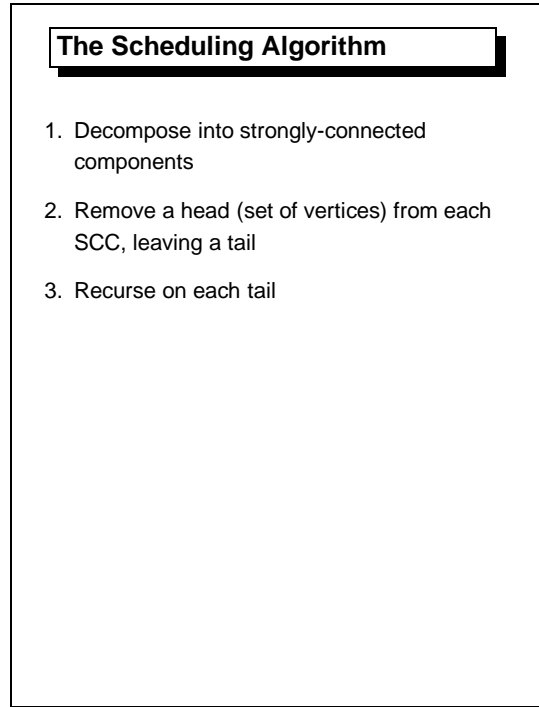 The Scheduling Algorithm
1. Decompose into strongly-connected
components
2. Remove a head (set of vertices) from each
SCC, leaving a tail
3. Recurse on each tail